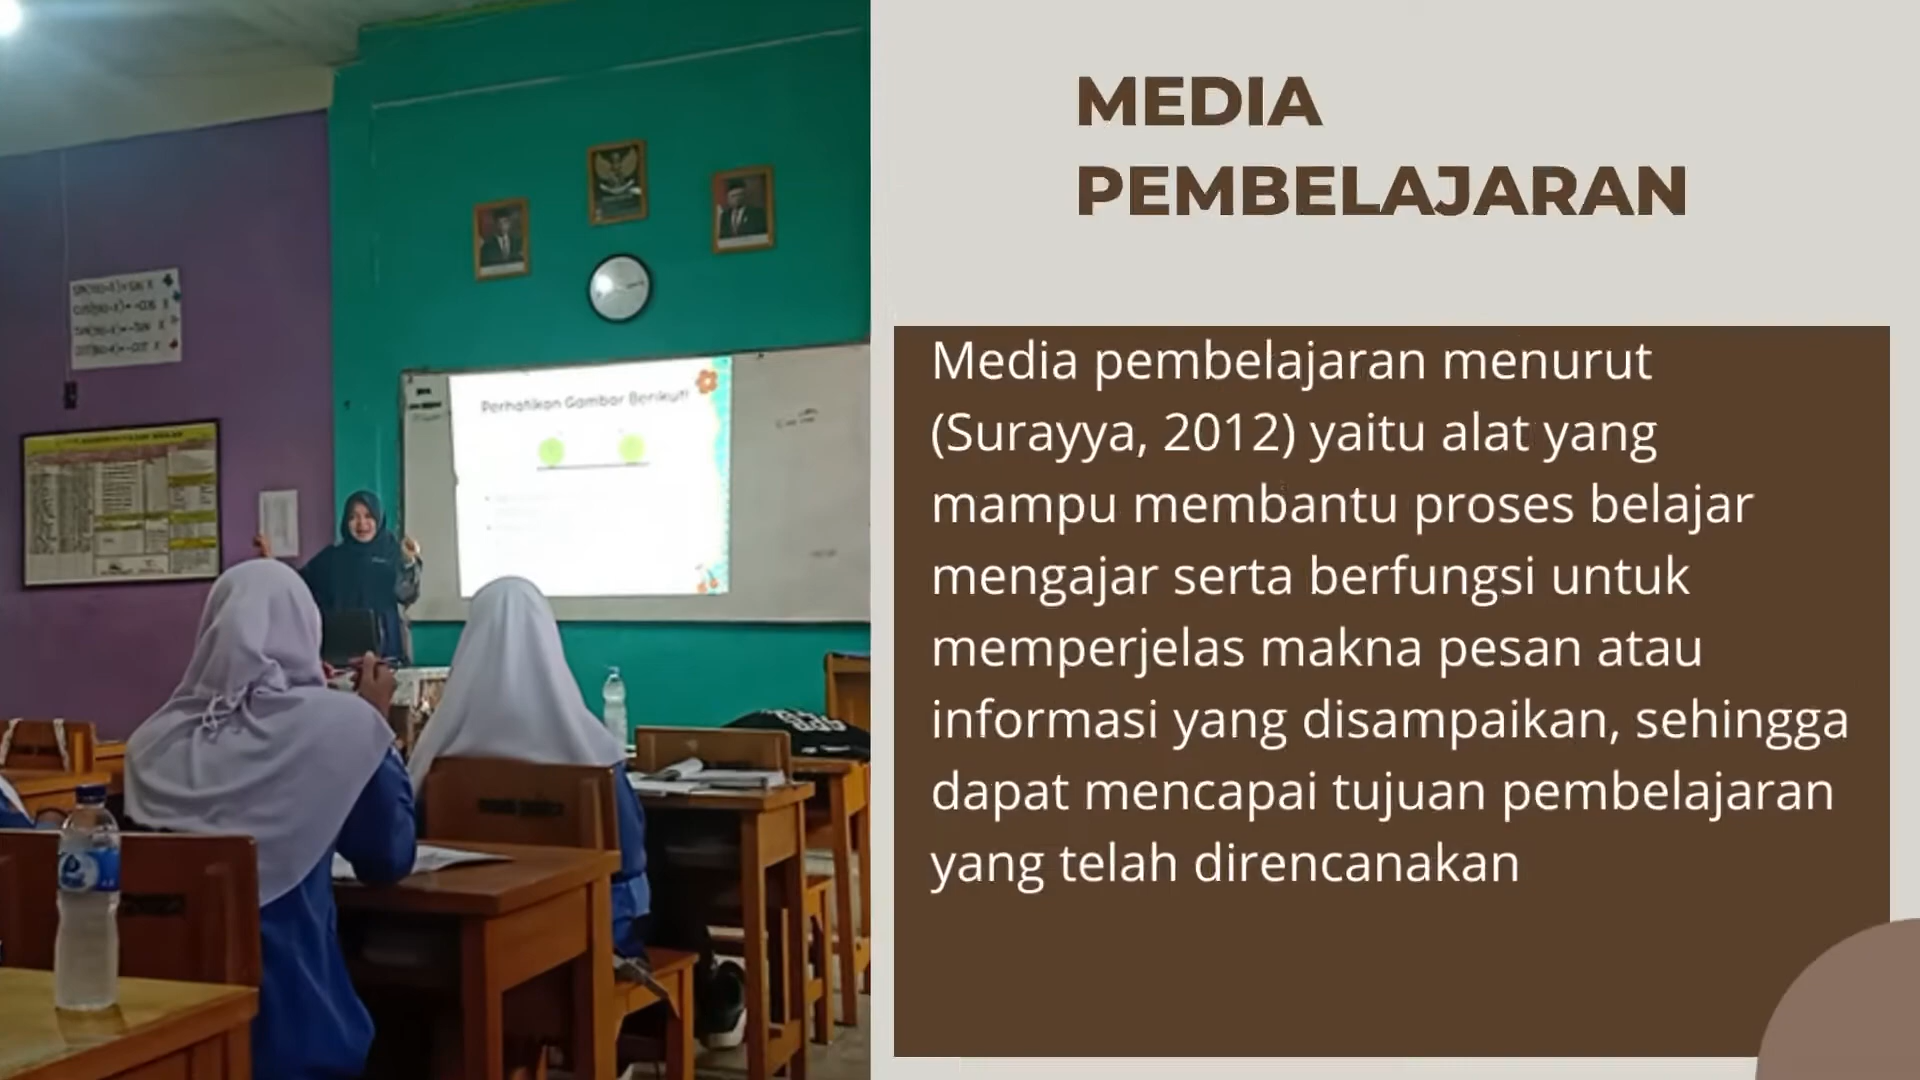 MEDIA
PEMBELAJARAN
Media pembelajaran menurut
(Surayya, 2012) yaitu alat yang
mampu membantu proses belajar
mengajar serta berfungsi untuk
memperjelas makna pesan atau
informasi yang disampaikan, sehingga
dapat mencapai tujuan pembelajaran
yang telah direncanakan
Perhatikan Gambar Berikut!